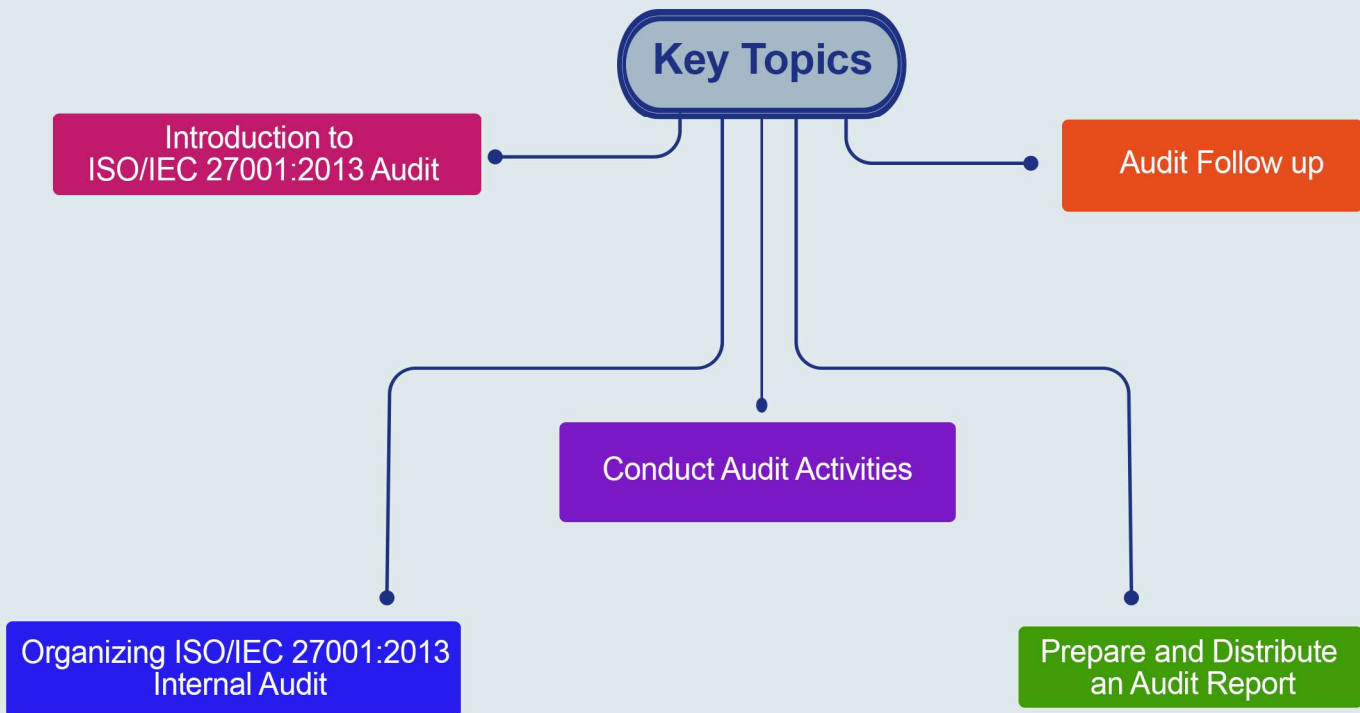 Key Topics
Introduction to
ISO/IEC 27001:2013 Audit
Audit Follow up
Conduct Audit Activities
Organizing ISO/IEC 27001:2013
Internal Audit
Prepare and Distribute
an Audit Report